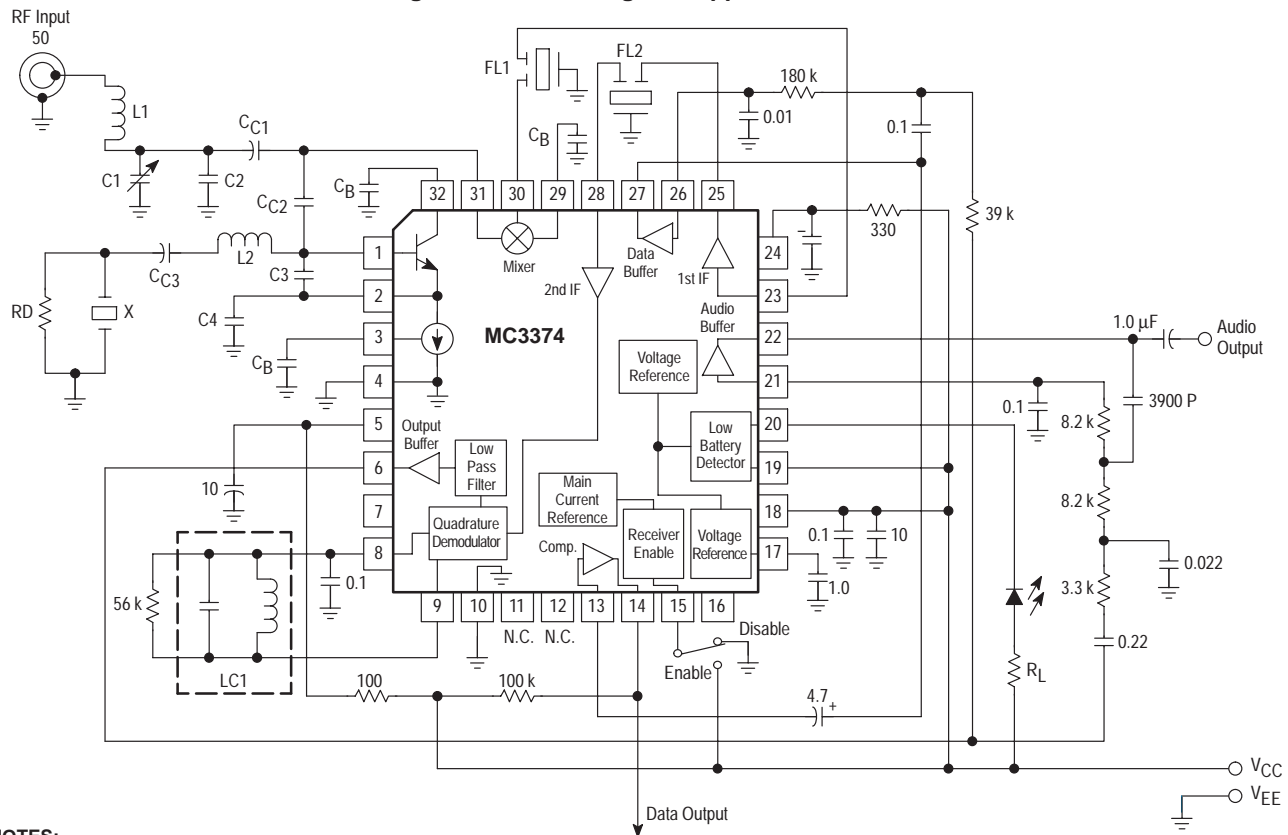 RF Input
50
L1
C1
C2
CC1
CC2
CB
FL1
CB
FL2
180 k
0.01
0.1
39 k
32
31
30
29
28
27
26
25
Mixer
2nd IF
Data
Buffer
1st IF
24
330
RD
X
CC3
L2
C3
C4
CB
1
2
3
4
5
6
7
8
MC3374
23
22
21
20
19
18
17
Audio
Buffer
Voltage
Reference
Low
Battery
Detector
Output
Buffer
Low
Pass
Filter
Quadrature
Demodulator
Main
Current
Reference
Comp.
Receiver
Enable
Voltage
Reference
1.0 µF
Audio
Output
3900 P
0.1
8.2 k
8.2 k
0.022
3.3 k
0.22
0.1
10
1.0
10
56 k
0.1
LC1
9
10
11
12
13
14
15
16
N.C.
N.C.
Disable
Enable
100
100 k
4.7
+
RL
VCC
VEE
Data Output
NOTES: